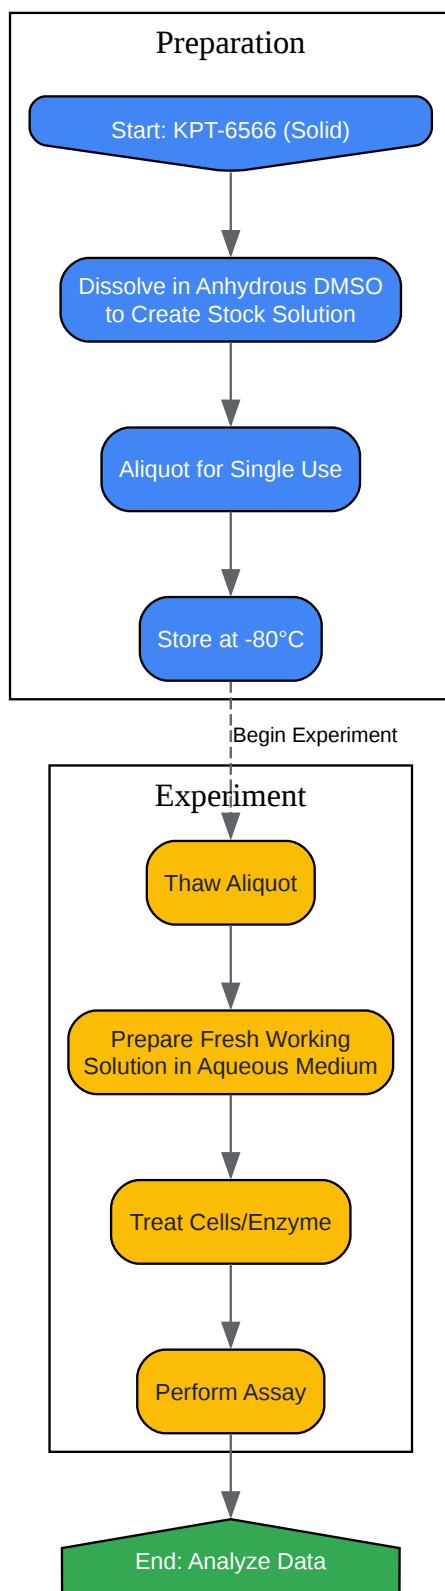 Preparation
Start: KPT-6566 (Solid)
Dissolve in Anhydrous DMSO
to Create Stock Solution
Aliquot for Single Use
Store at -80°C
Begin Experiment
Experiment
Thaw Aliquot
Prepare Fresh Working
Solution in Aqueous Medium
Treat Cells/Enzyme
Perform Assay
End: Analyze Data